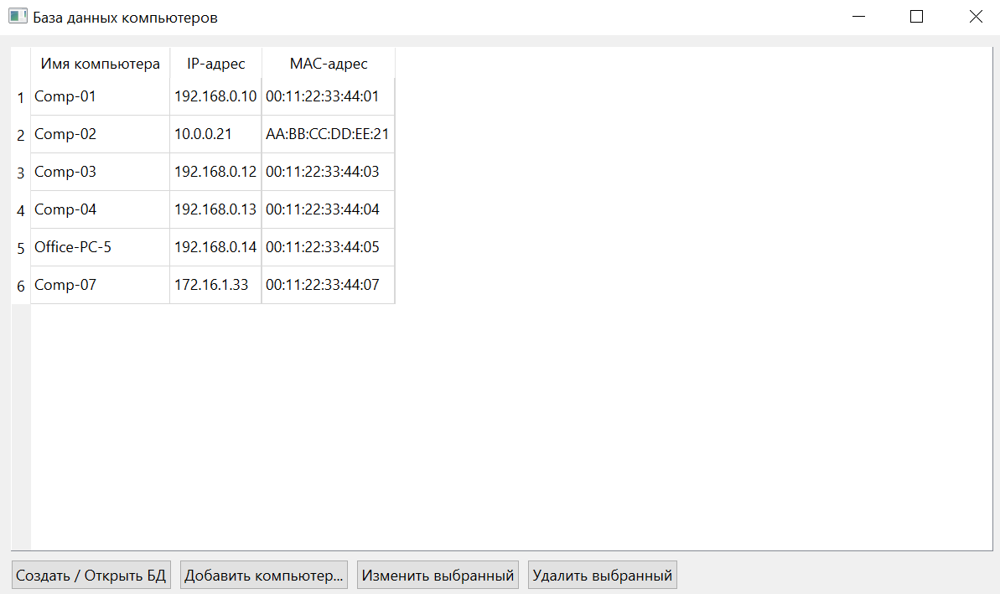 База данных компьютеров
Имя компьютера IP-адрес MAC-адрес
1 Comp-01 192.168.0.10 00:11:22:33:44:01
2 Comp-02 10.0.0.21 AA:BB:CC:DD:EE:21
3 Comp-03 192.168.0.12 00:11:22:33:44:03
4 Comp-04 192.168.0.13 00:11:22:33:44:04
5 Office-PC-5 192.168.0.14 00:11:22:33:44:05
6 Comp-07 172.16.1.33 00:11:22:33:44:07
Создать / Открыть БД Добавить компьютер... Изменить выбранный Удалить выбранный